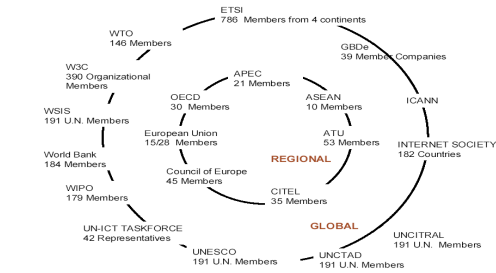 ETSI
786 Members from 4 continents
WTO
146 Members
GBDe
39 Member Companies
W3C
390 Organizational
Members
APEC
21 Members
OECD
30 Members
ASEAN
10 Members
ICANN
WSIS
191 U.N. Members
European Union
15/28 Members
ATU
53 Members
INTERNET SOCIETY
182 Countries
World Bank
184 Members
REGIONAL
Council of Europe
45 Members
WIPO
179 Members
CITEL
35 Members
UN-ICT TASKFORCE
42 Representatives
GLOBAL
UNCITRAL
191 U.N. Members
UNESCO
191 U.N. Members
UNCTAD
191 U.N. Members